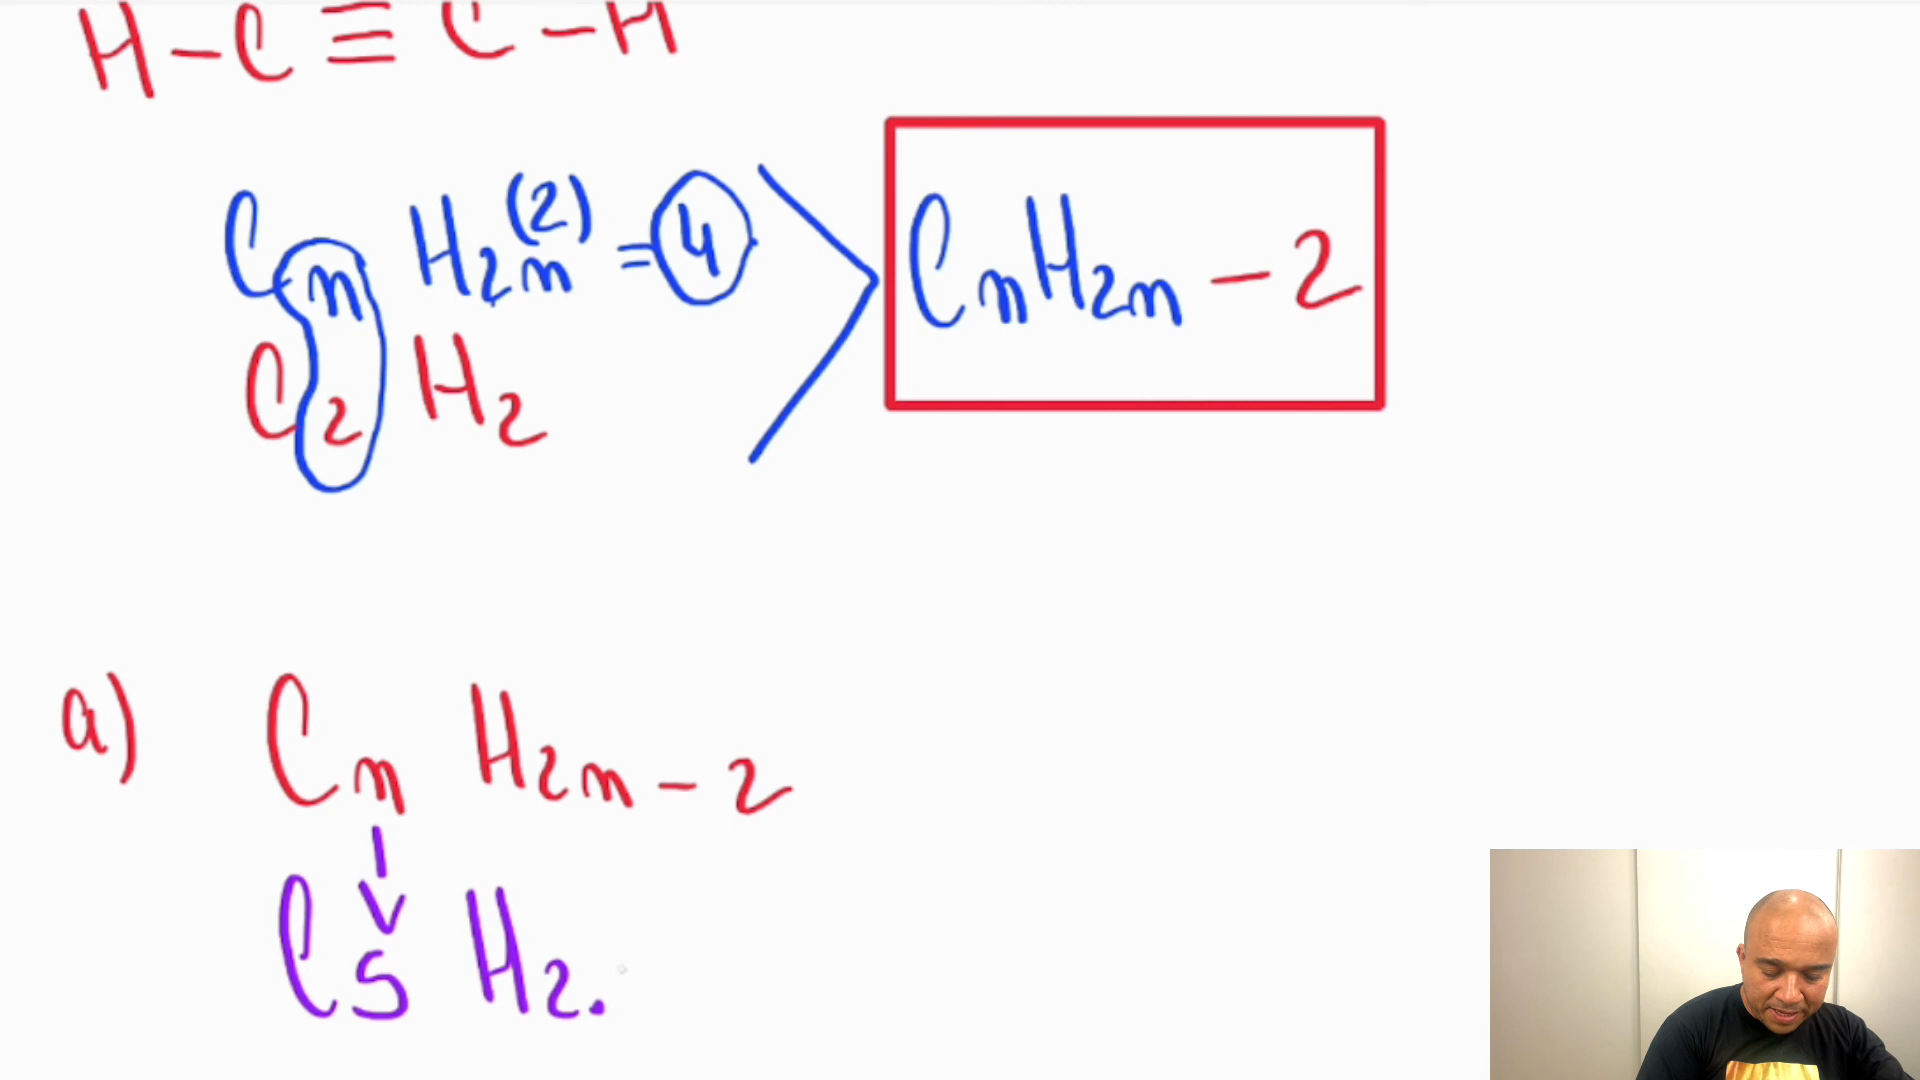 H-C≡C-H
CnH2n(2)=4
CnH2n-2
C2H2
a) CnH2n-2
C5H2.